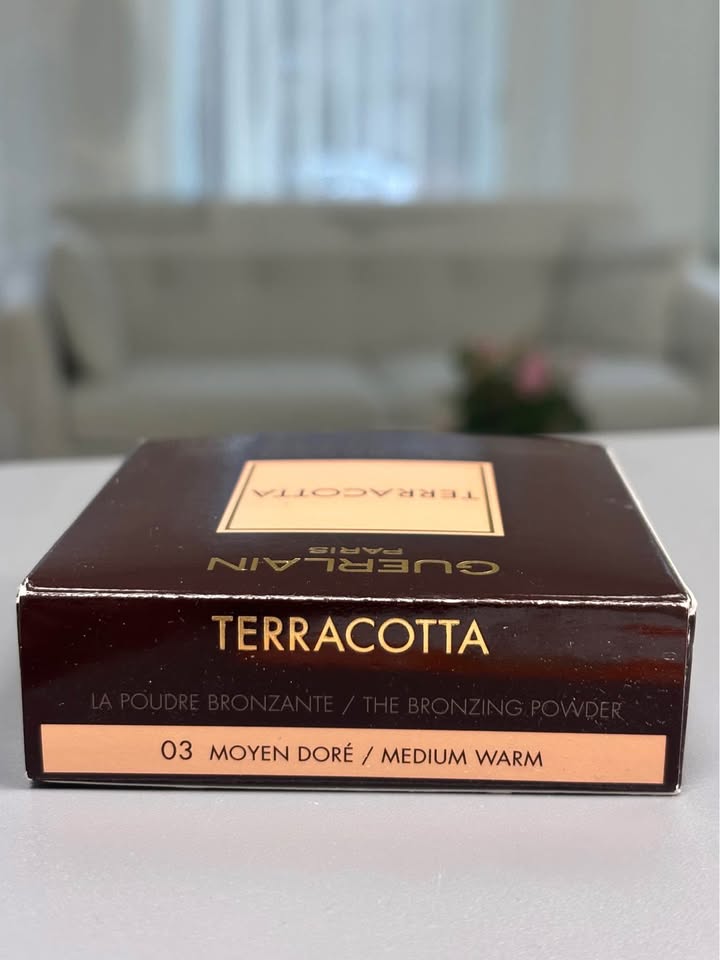 TERRACOTTA
GUERLAIN
PARIS
TERRACOTTA
LA POUDRE BRONZANTE / THE BRONZING POWDER
03 MOYEN DORÉ / MEDIUM WARM